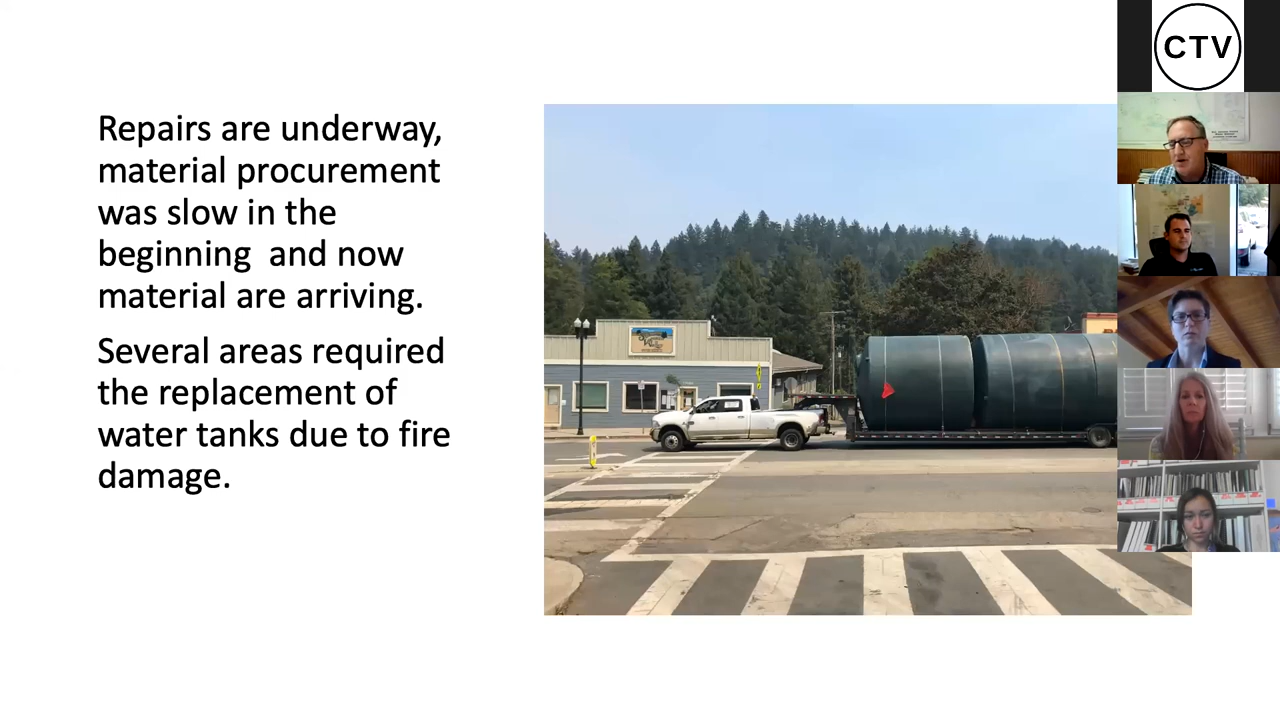 Repairs are underway,
material procurement
was slow in the
beginning  and now
material are arriving.
Several areas required
the replacement of
water tanks due to fire
damage.
CTV